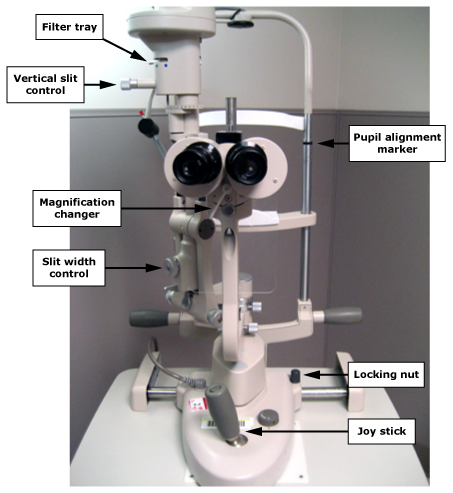 Filter tray
Vertical slit
control
Pupil alignment
marker
Magnification
changer
Slit width
control
Locking nut
Joy stick